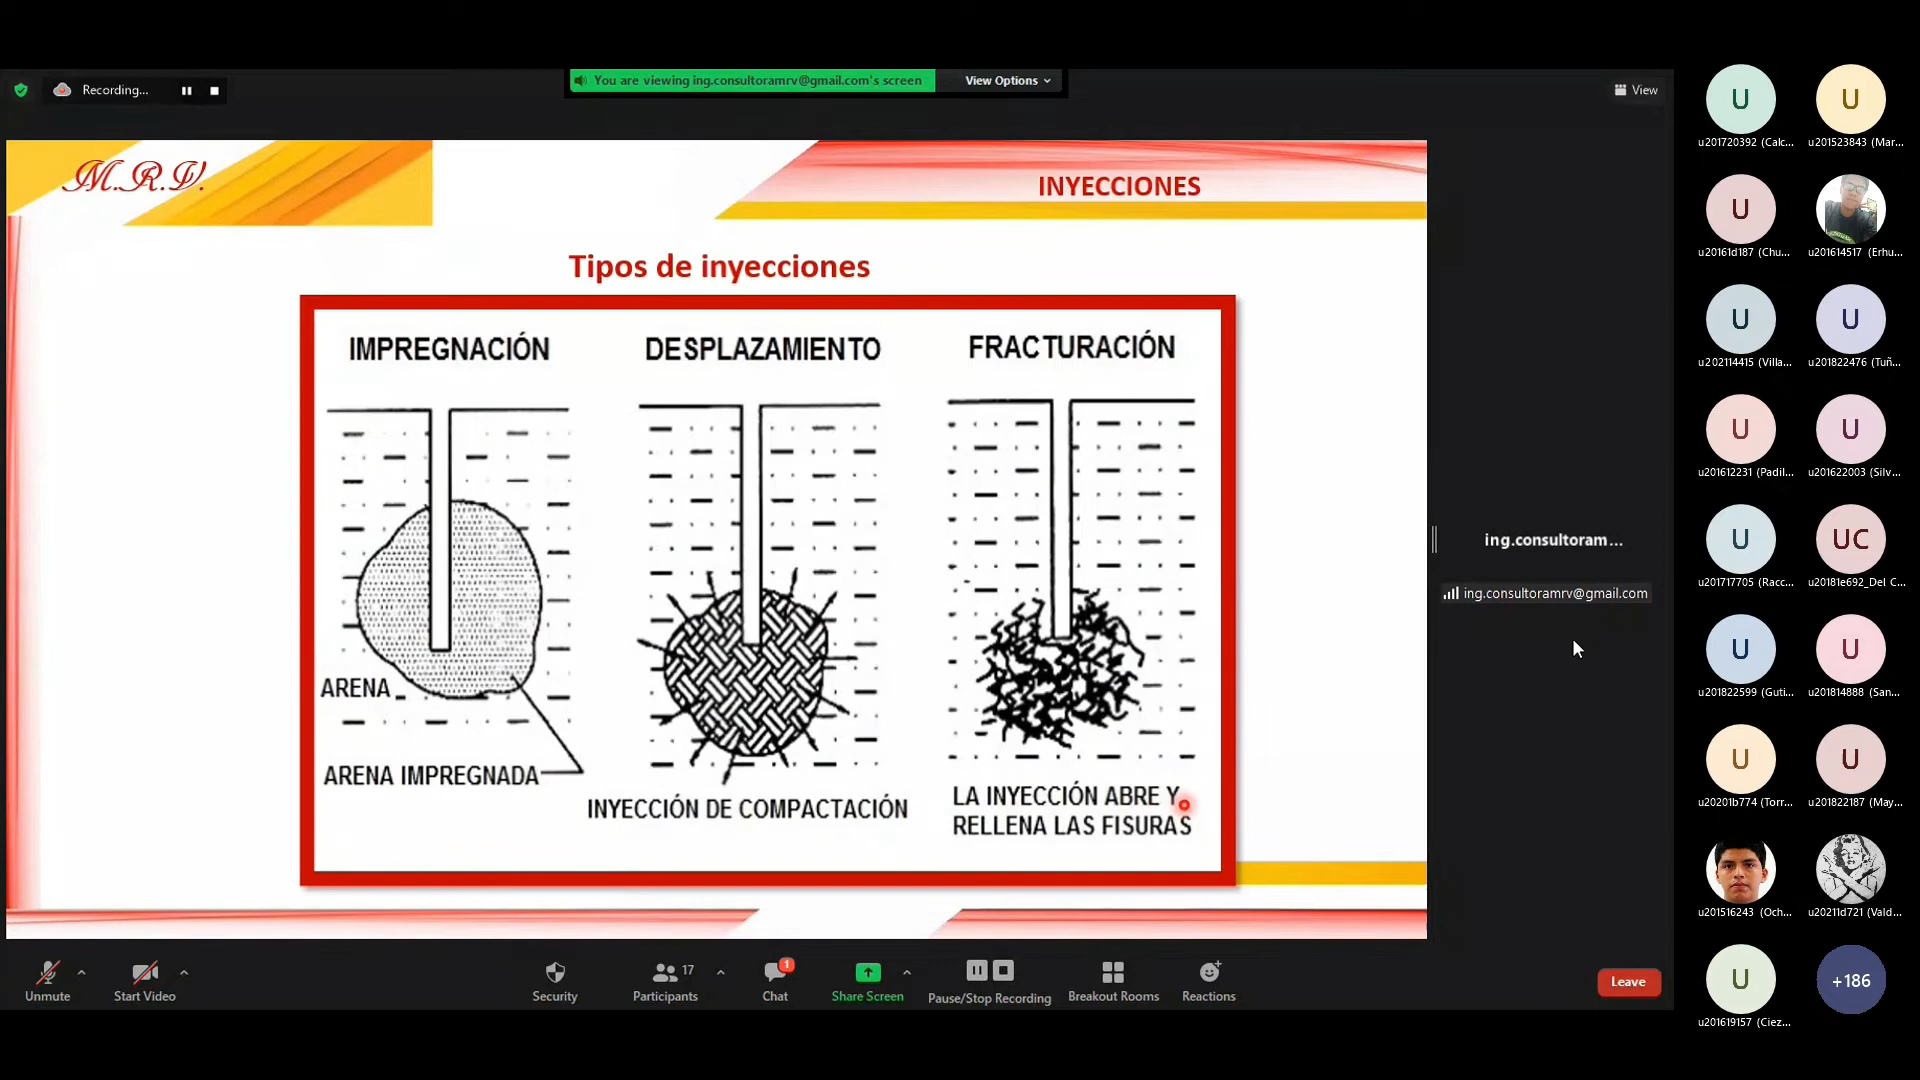 Recording...
You are viewing ing.consultoramrv@gmail.com's screen
View Options
View
M.R.V.
INYECCIONES
Tipos de inyecciones
IMPREGNACIÓN
DESPLAZAMIENTO
FRACTURACIÓN
ARENA
ARENA IMPREGNADA
INYECCIÓN DE COMPACTACIÓN
LA INYECCIÓN ABRE Y
RELLENA LAS FISURAS
ing.consultoram...
ing.consultoramrv@gmail.com
Unmute
Start Video
Security
17
Participants
1
Chat
Share Screen
Pause/Stop Recording
Breakout Rooms
Reactions
Leave
U
u201720392 (Calc...
U
u201523843 (Mar...
U
u20161d187 (Chu...
u201614517 (Erhu...
U
u202114415 (Villa...
U
u201822476 (Tuñ...
U
u201612231 (Padil...
U
u201622003 (Silv...
U
u201717705 (Racc...
UC
u20181e692_Del C...
U
u201822599 (Guti...
U
u201814888 (San...
U
u20201b774 (Torr...
U
u201822187 (May...
u201516243 (Och...
u20211d721 (Vald...
U
u201619157 (Ciez...
+186